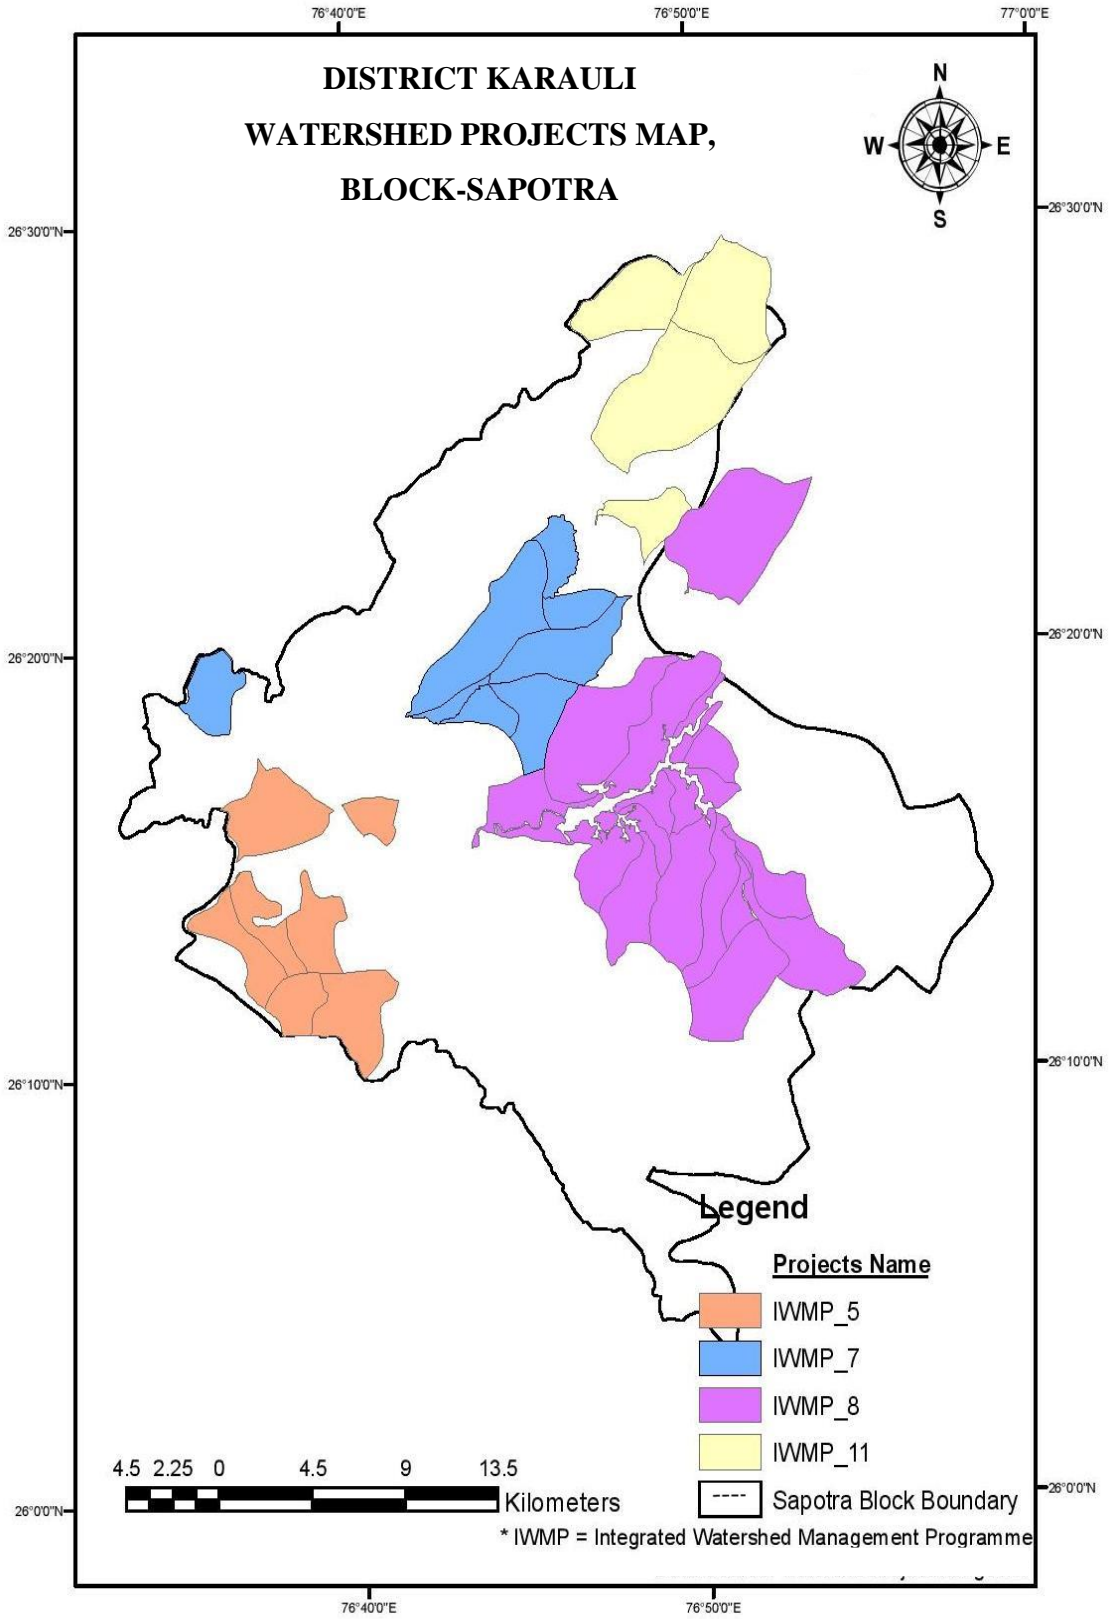 76°40'0"E 76°50'0"E 77°0'0"E
DISTRICT KARAULI
WATERSHED PROJECTS MAP,
BLOCK-SAPOTRA
N
W E
S
26°30'0"N 26°30'0"N
26°20'0"N 26°20'0"N
26°10'0"N 26°10'0"N
Legend
Projects Name
IWMP_5
IWMP_7
IWMP_8
IWMP_11
Sapotra Block Boundary
4.5 2.25 0 4.5 9 13.5
Kilometers
26°0'0"N 26°0'0"N
* IWMP = Integrated Watershed Management Programme
76°40'0"E 76°50'0"E